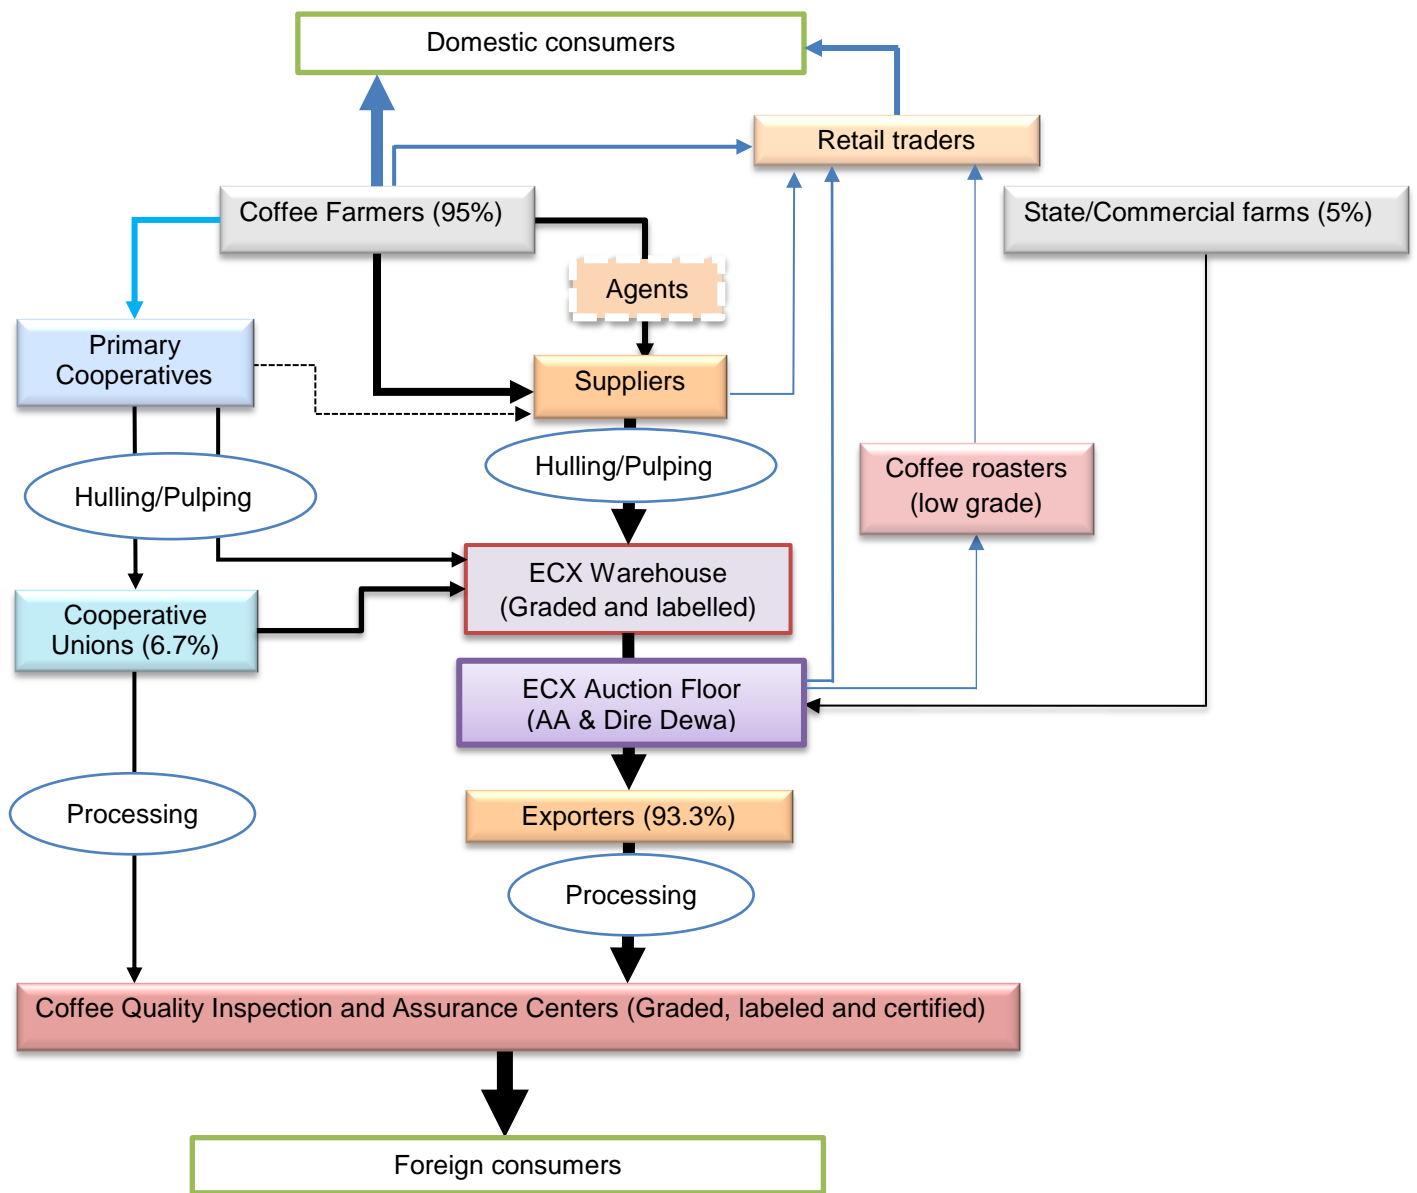 Domestic consumers
Retail traders
Coffee Farmers (95%)
State/Commercial farms (5%)
Agents
Primary
Cooperatives
Suppliers
Hulling/Pulping
Coffee roasters
(low grade)
Hulling/Pulping
ECX Warehouse
(Graded and labelled)
Cooperative
Unions (6.7%)
ECX Auction Floor
(AA & Dire Dewa)
Processing
Exporters (93.3%)
Processing
Coffee Quality Inspection and Assurance Centers (Graded, labeled and certified)
Foreign consumers